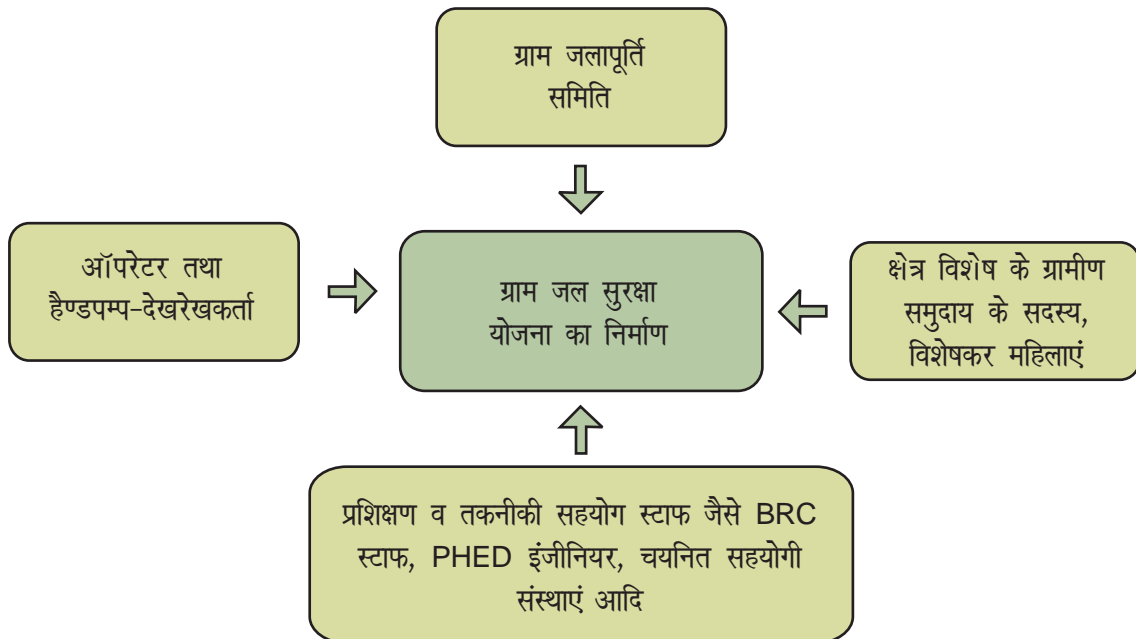 ग्राम जलापूर्ति
समिति
ऑपरेटर तथा
हैण्डपम्प-देखरेखकर्ता
ग्राम जल सुरक्षा
योजना का निर्माण
क्षेत्र विशेष के ग्रामीण
समुदाय के सदस्य,
विशेषकर महिलाएं
प्रशिक्षण व तकनीकी सहयोग स्टाफ जैसे BRC
स्टाफ, PHED इंजीनियर, चयनित सहयोगी
संस्थाएं आदि